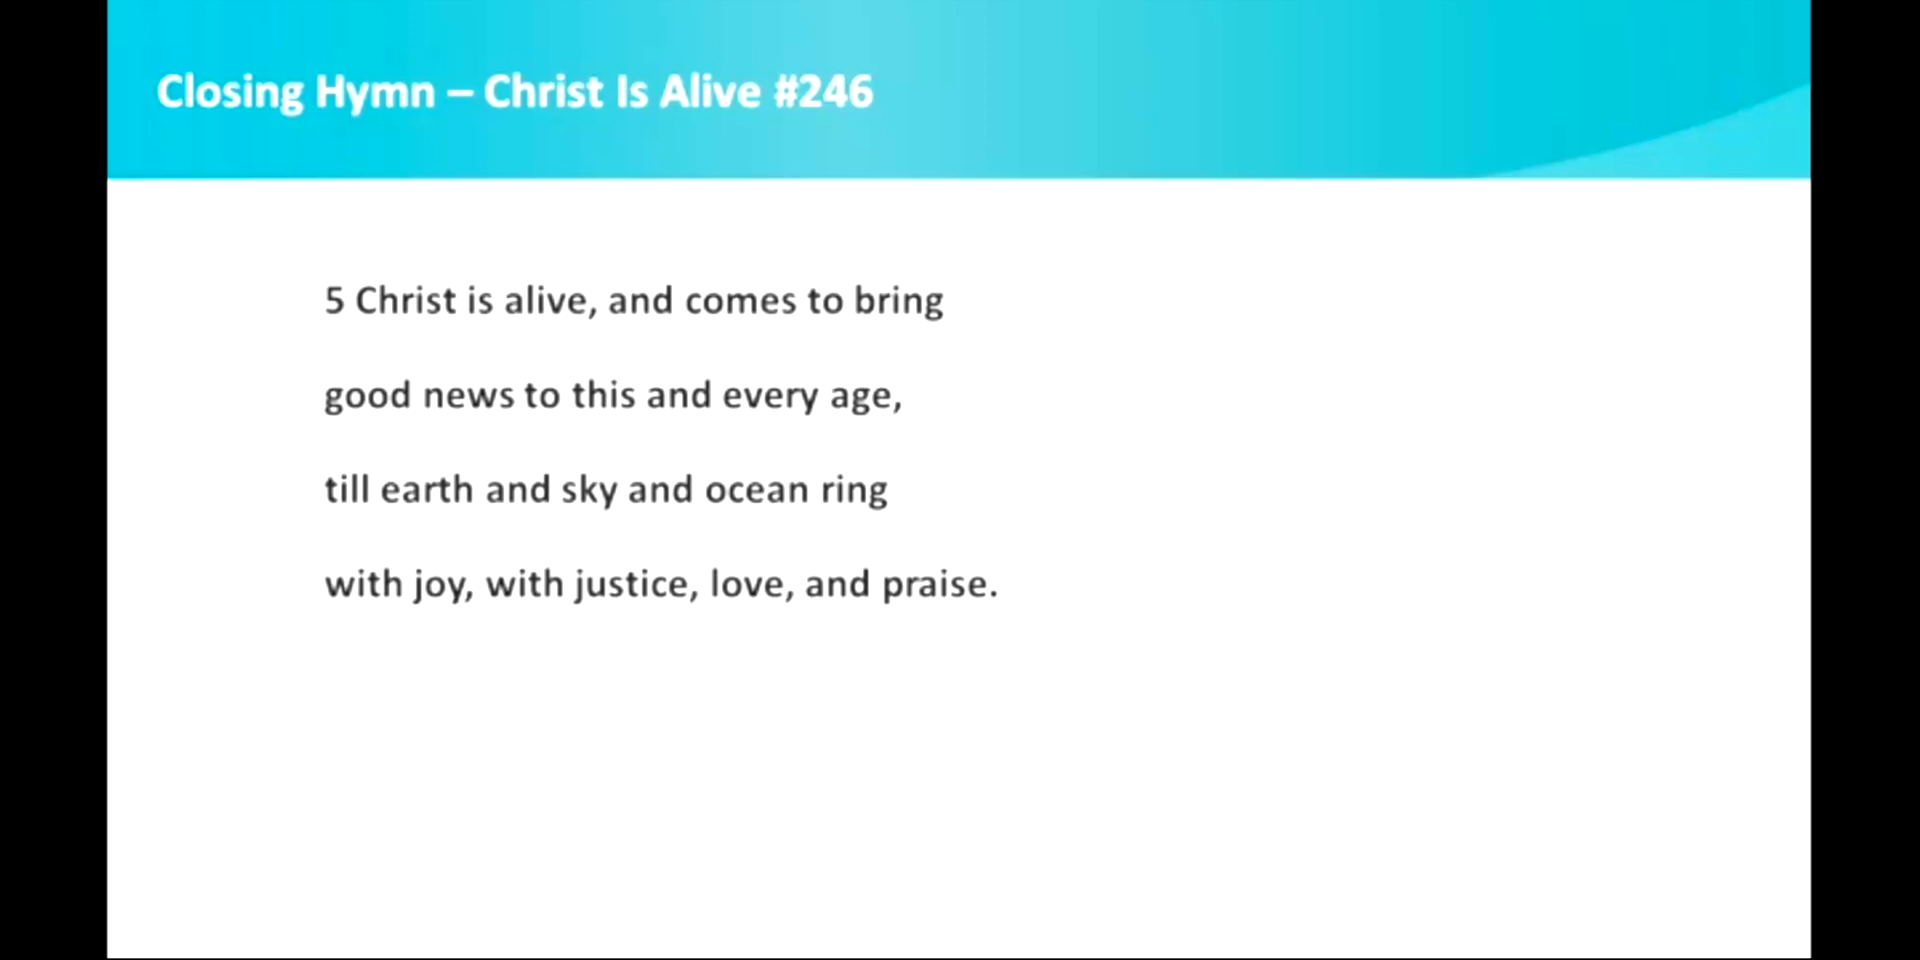 Closing Hymn – Christ Is Alive #246
5 Christ is alive, and comes to bring
good news to this and every age,
till earth and sky and ocean ring
with joy, with justice, love, and praise.